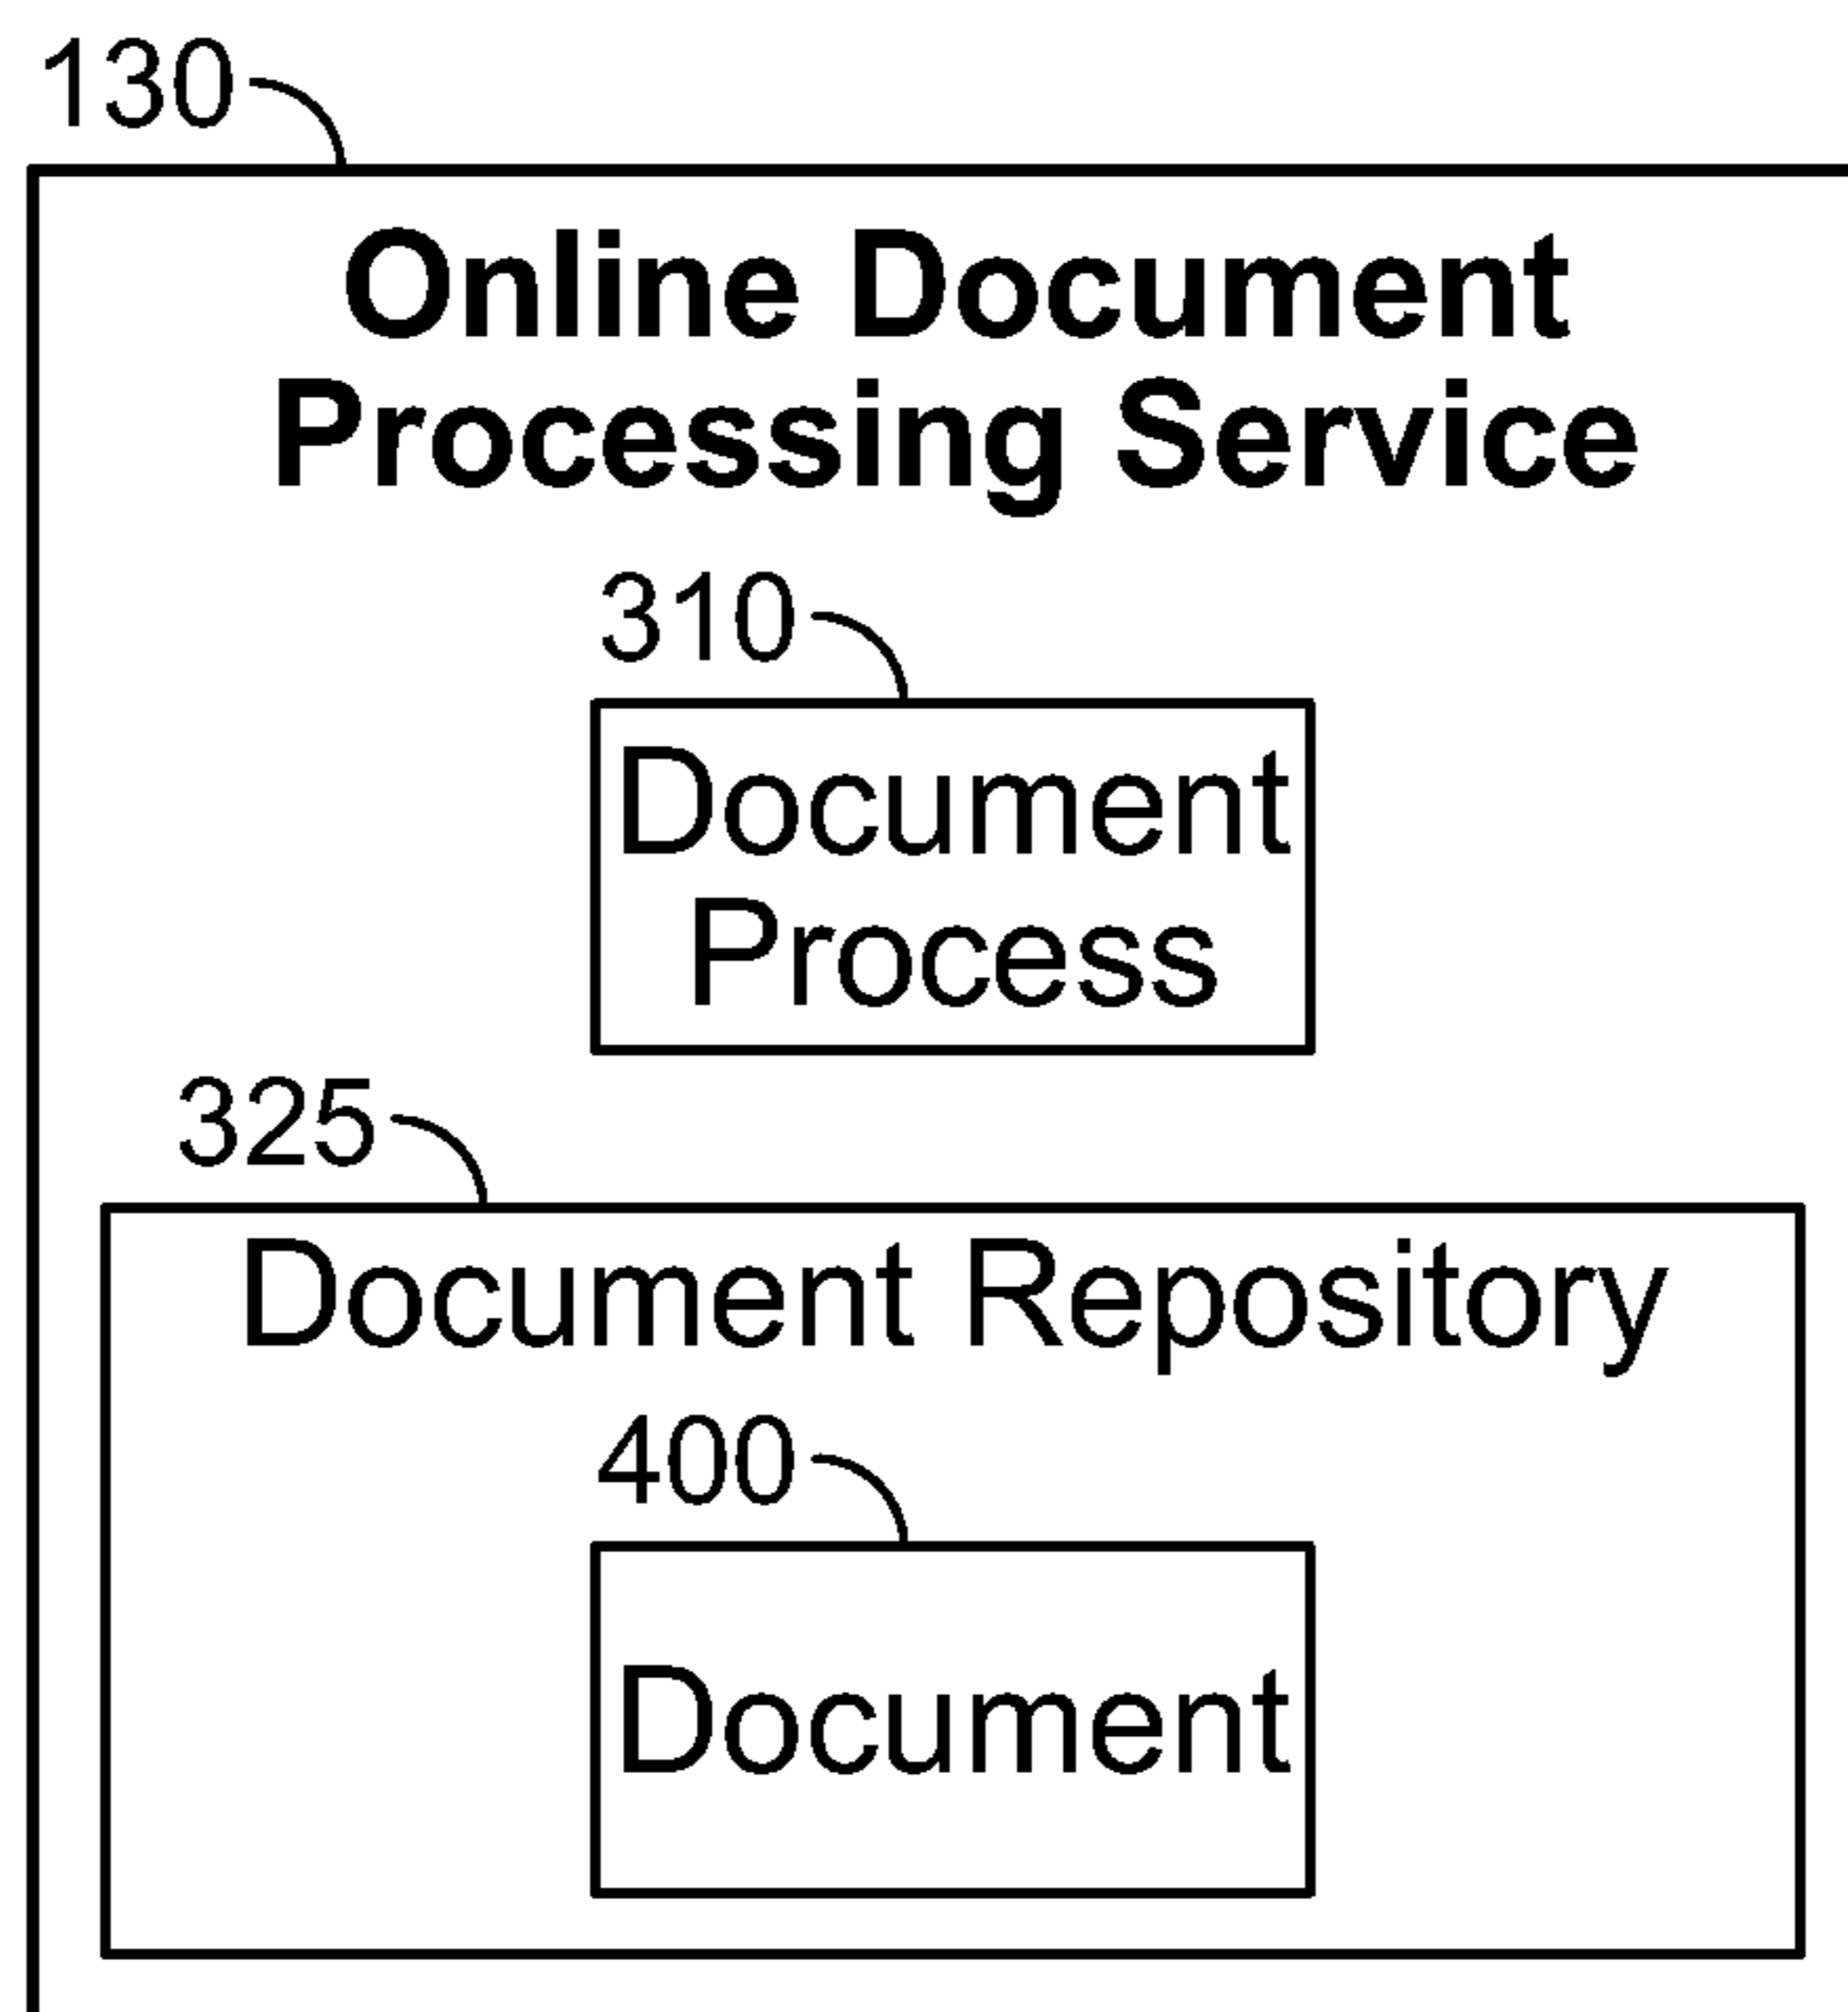 130
Online Document
Processing Service
310
Document
Process
325
Document Repository
400
Document